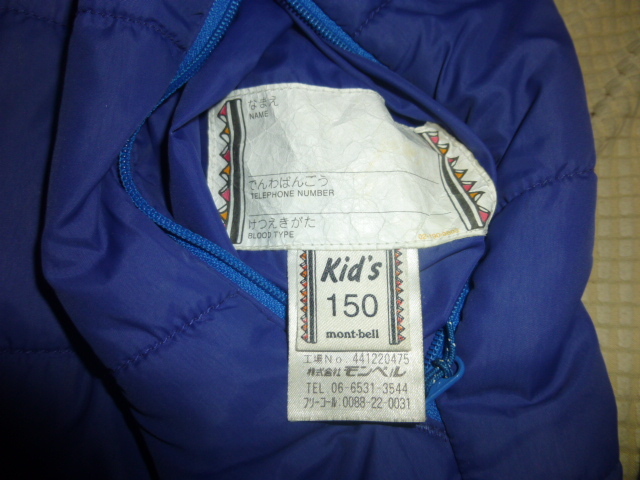 なまえ
NAME
でんわばんごう
TELEPHONE NUMBER
けつえきがた
BLOOD TYPE
Kid's
150
mont-bell
工場No 441220475
株式会社モンベル
TEL 06-6531-3544
フリーコール:0088-22-0031